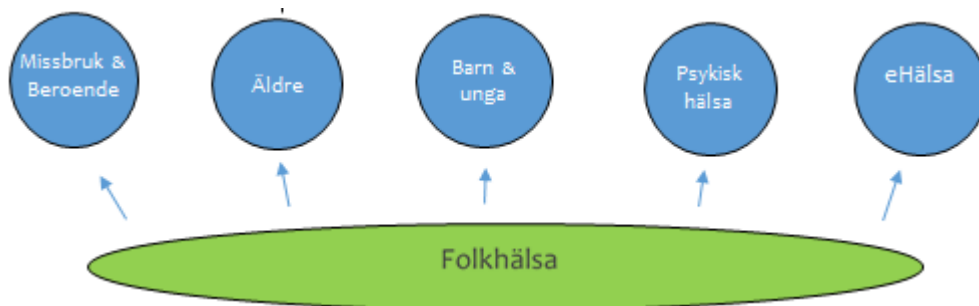 Missbruk &
Beroende
Äldre
Barn &
unga
Psykisk
hälsa
eHälsa
Folkhälsa